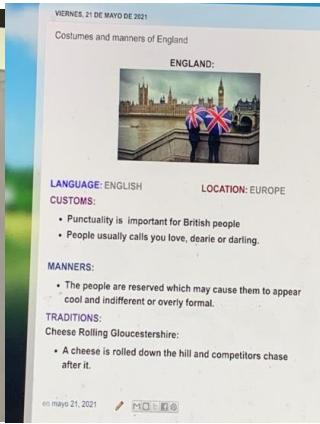 VIERNES, 21 DE MAYO DE 2021
Costumes and manners of England
ENGLAND:
LANGUAGE: ENGLISH
LOCATION: EUROPE
CUSTOMS:
• Punctuality is important for British people
• People usually calls you love, dearie or darling.
MANNERS:
• The people are reserved which may cause them to appear
cool and indifferent or overly formal.
TRADITIONS:
Cheese Rolling Gloucestershire:
• A cheese is rolled down the hill and competitors chase
after it.
en mayo 21, 2021